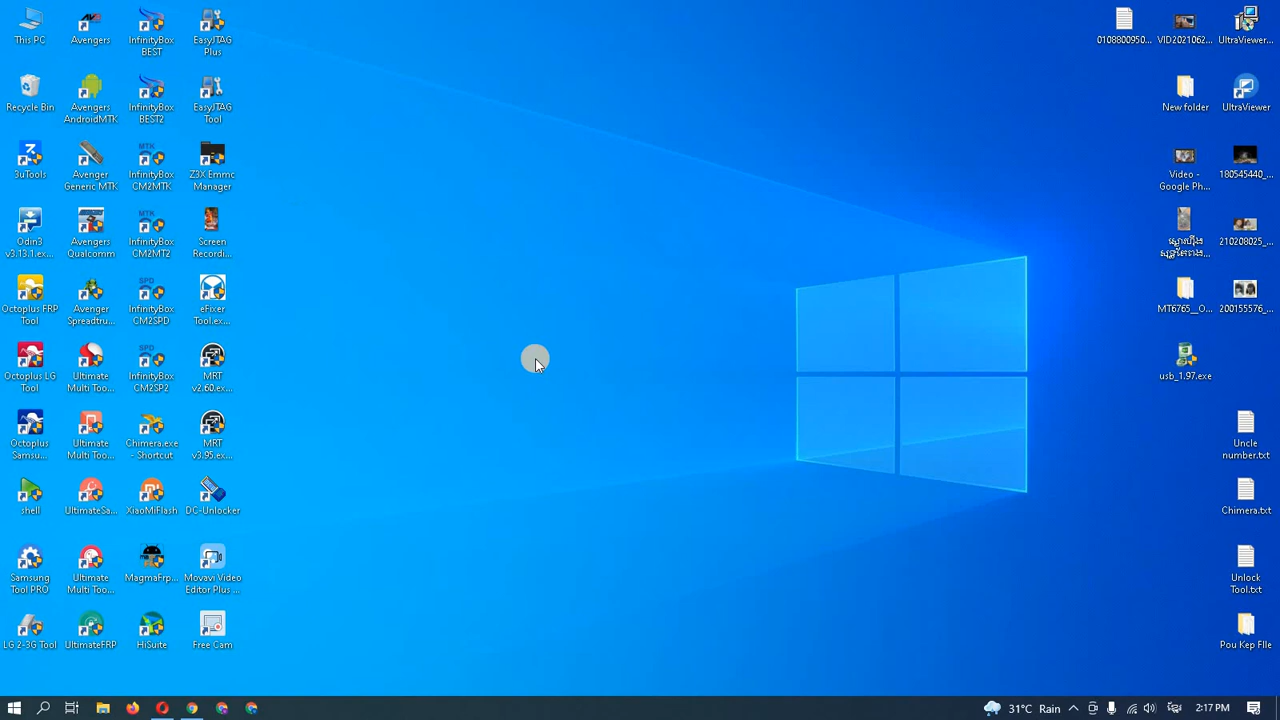 This PC
Avengers
InfinityBox
BEST
EasyJTAG
Plus
0108800950...
VID2021062...
UltraViewer...
Recycle Bin
Avengers
AndroidMTK
InfinityBox
BEST2
EasyJTAG
Tool
New folder
UltraViewer
3uTools
Avenger
Generic MTK
MTK
InfinityBox
CM2MTK
Z3X Emmc
Manager
Video -
Google Ph...
180545440_...
Odin3
v3.13.1.ex...
Avengers
Qualcomm
MTK
InfinityBox
CM2MT2
Screen
Recordi...
210208025_...
Octoplus FRP
Tool
Avenger
Spreadtru...
SPD
InfinityBox
CM2SPD
eFixer
Tool.ex...
MT6765__O...
200155576_...
Octoplus LG
Tool
Ultimate
Multi Too...
SPD
InfinityBox
CM2SP2
MRT
v2.60.ex...
usb_1.97.exe
Octoplus
Samsu...
Ultimate
Multi Too...
Chimera.exe
- Shortcut
MRT
v3.95.ex...
Uncle
number.txt
shell
UltimateSa...
XiaoMiFlash
DC-Unlocker
Chimera.txt
Samsung
Tool PRO
Ultimate
Multi Too...
MagmaFrp...
Movavi Video
Editor Plus ...
Unlock
Tool.txt
LG 2-3G Tool
UltimateFRP
HiSuite
Free Cam
Pou Kep FIle
31°C Rain
2:17 PM